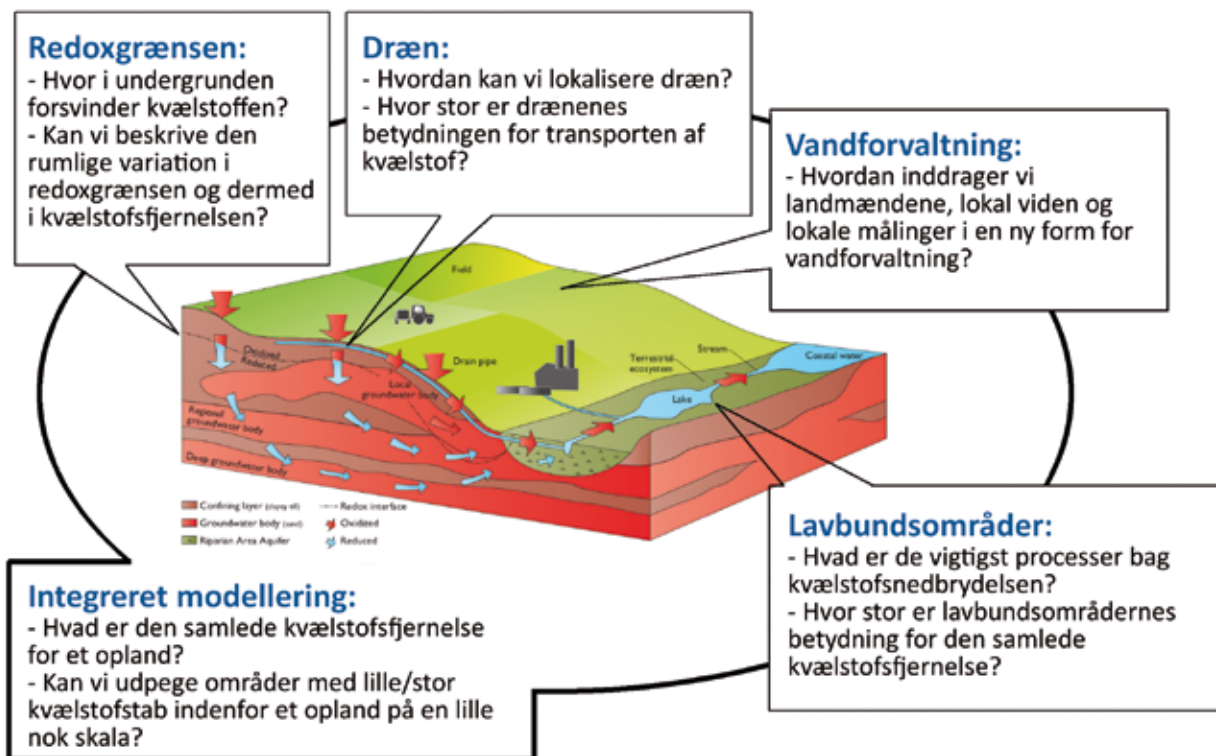 Redoxgrænsen:
- Hvor i undergrunden
forsvinder kvælstoffen?
- Kan vi beskrive den
rumlige variation i
redoxgrænsen og dermed
i kvælstofsfjernelsen?
Dræn:
- Hvordan kan vi lokalisere dræn?
- Hvor stor er drænenes
betydningen for transporten af
kvælstof?
Vandforvaltning:
- Hvordan inddrager vi
landmændene, lokal viden og
lokale målinger i en ny form for
vandforvaltning?
Field
Oxidized
Reduced
Drain pipe
Local
groundwater body
Regional
groundwater body
Deep groundwater body
Terrestrial
ecosystem
Stream
Lake
Coastal water
Confining layer (clayey till)
Groundwater body (sand)
Riparian Area Aquifer
Redox interface
Oxidized
Reduced
Integreret modellering:
- Hvad er den samlede kvælstofsfjernelse
for et opland?
- Kan vi udpege områder med lille/stor
kvælstofstab indenfor et opland på en lille
nok skala?
Lavbundsområder:
- Hvad er de vigtigst processer bag
kvælstofsnedbrydelsen?
- Hvor stor er lavbundsområdernes
betydning for den samlede
kvælstofsfjernelse?